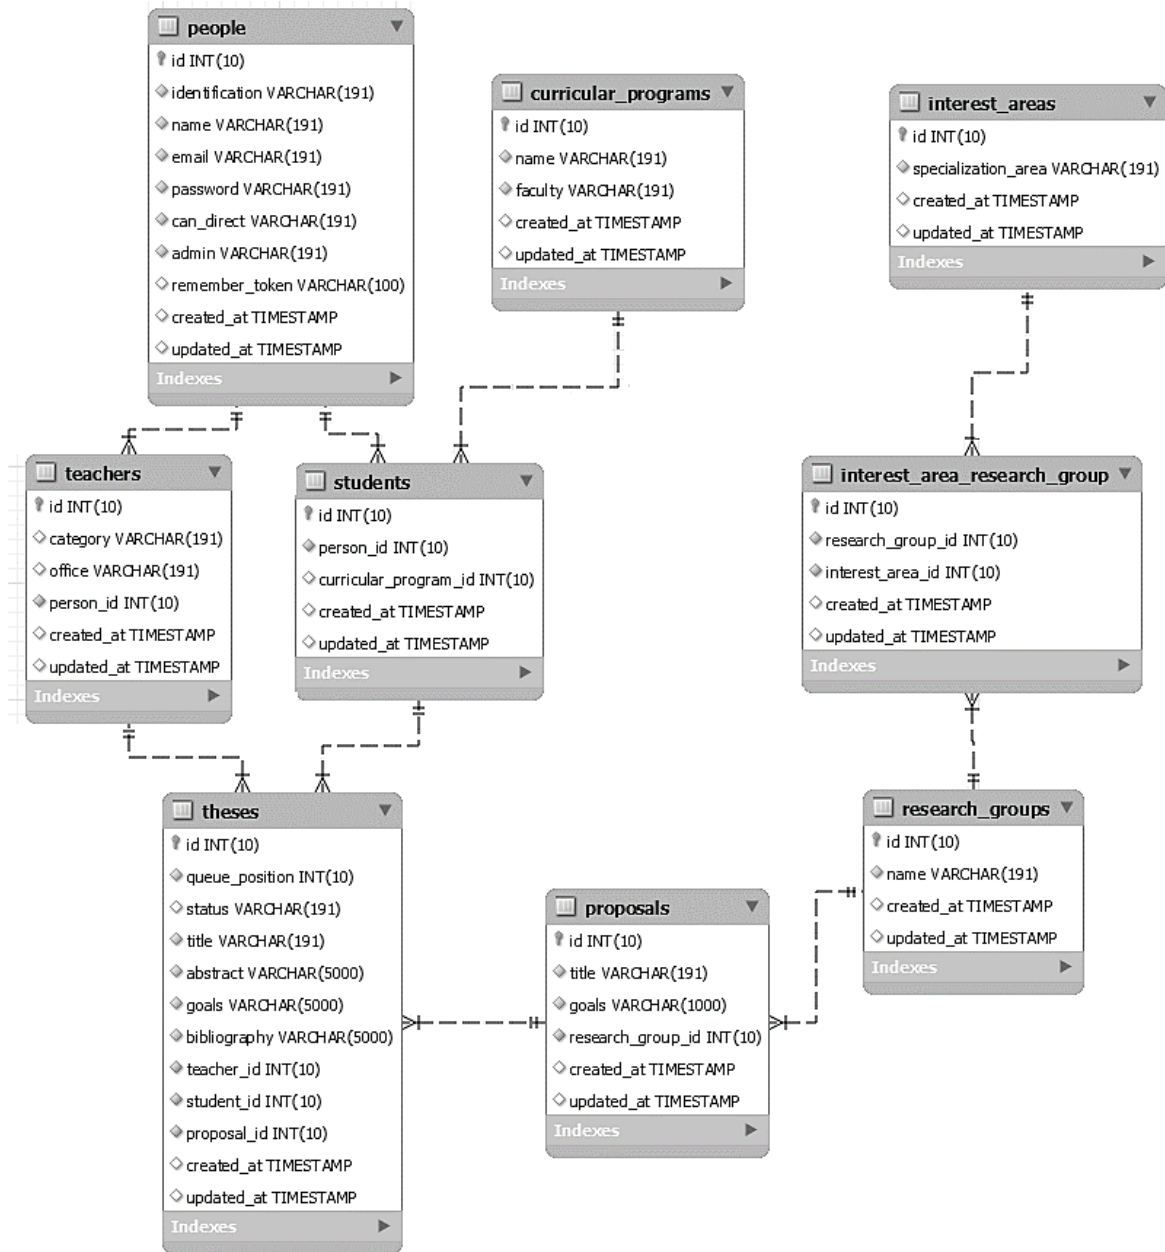 people
id INT(10)
identification VARCHAR(191)
name VARCHAR(191)
email VARCHAR(191)
password VARCHAR(191)
can_direct VARCHAR(191)
admin VARCHAR(191)
remember_token VARCHAR(100)
created_at TIMESTAMP
updated_at TIMESTAMP
Indexes
curricular_programs
id INT(10)
name VARCHAR(191)
faculty VARCHAR(191)
created_at TIMESTAMP
updated_at TIMESTAMP
Indexes
interest_areas
id INT(10)
specialization_area VARCHAR(191)
created_at TIMESTAMP
updated_at TIMESTAMP
Indexes
teachers
id INT(10)
category VARCHAR(191)
office VARCHAR(191)
person_id INT(10)
created_at TIMESTAMP
updated_at TIMESTAMP
Indexes
students
id INT(10)
person_id INT(10)
curricular_program_id INT(10)
created_at TIMESTAMP
updated_at TIMESTAMP
Indexes
interest_area_research_group
id INT(10)
research_group_id INT(10)
interest_area_id INT(10)
created_at TIMESTAMP
updated_at TIMESTAMP
Indexes
theses
id INT(10)
queue_position INT(10)
status VARCHAR(191)
title VARCHAR(191)
abstract VARCHAR(5000)
goals VARCHAR(5000)
bibliography VARCHAR(5000)
teacher_id INT(10)
student_id INT(10)
proposal_id INT(10)
created_at TIMESTAMP
updated_at TIMESTAMP
Indexes
proposals
id INT(10)
title VARCHAR(191)
goals VARCHAR(1000)
research_group_id INT(10)
created_at TIMESTAMP
updated_at TIMESTAMP
Indexes
research_groups
id INT(10)
name VARCHAR(191)
created_at TIMESTAMP
updated_at TIMESTAMP
Indexes